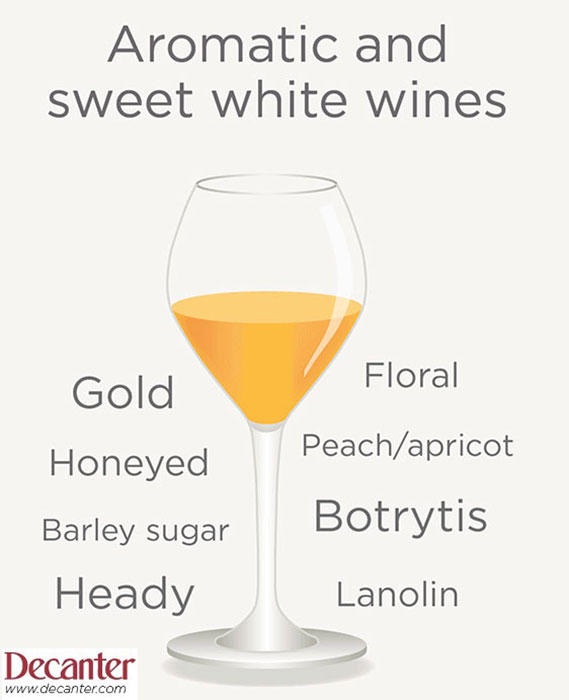 Aromatic and
sweet white wines
Gold
Honeyed
Barley sugar
Heady
Floral
Peach/apricot
Botrytis
Lanolin
Decanter
www.decanter.com